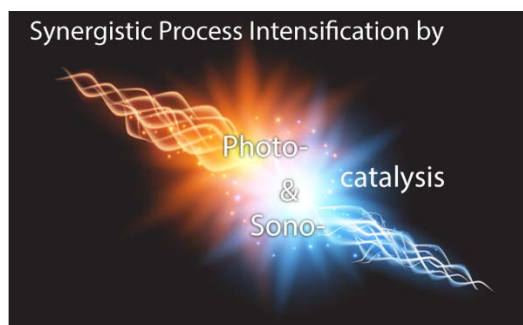 Synergistic Process Intensification by
Photo-
&
Sono-
catalysis